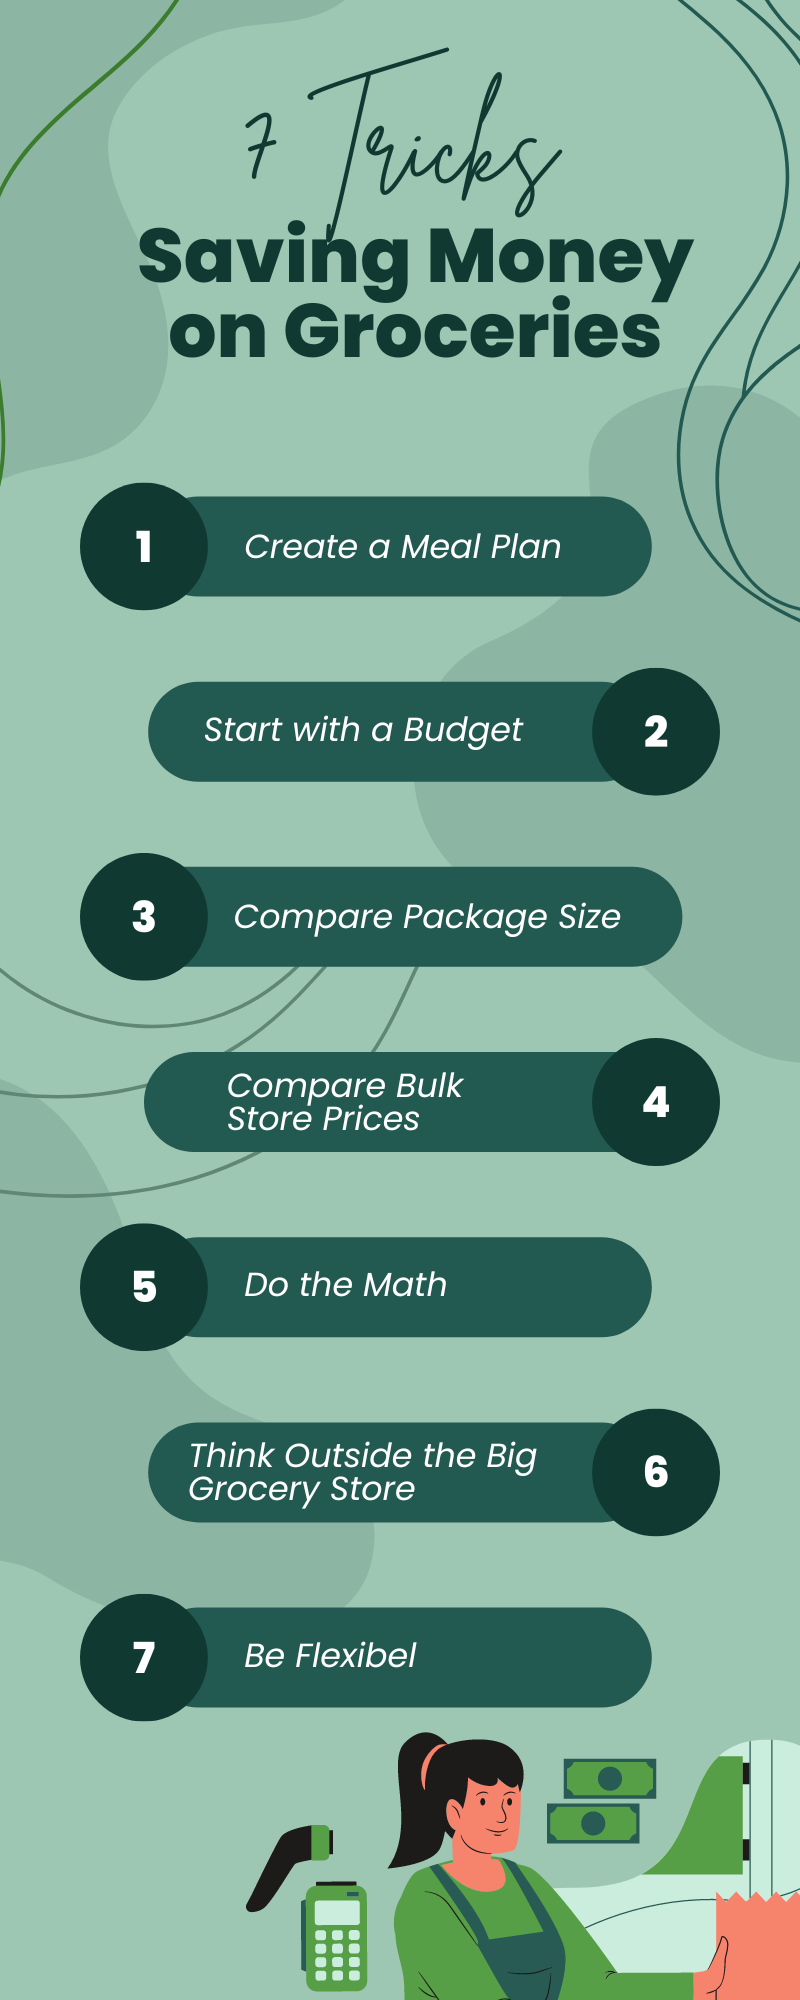 7 Tricks
Saving Money
on Groceries
1
Create a Meal Plan
Start with a Budget
2
3
Compare Package Size
Compare Bulk
Store Prices
4
5
Do the Math
Think Outside the Big
Grocery Store
6
7
Be Flexibel